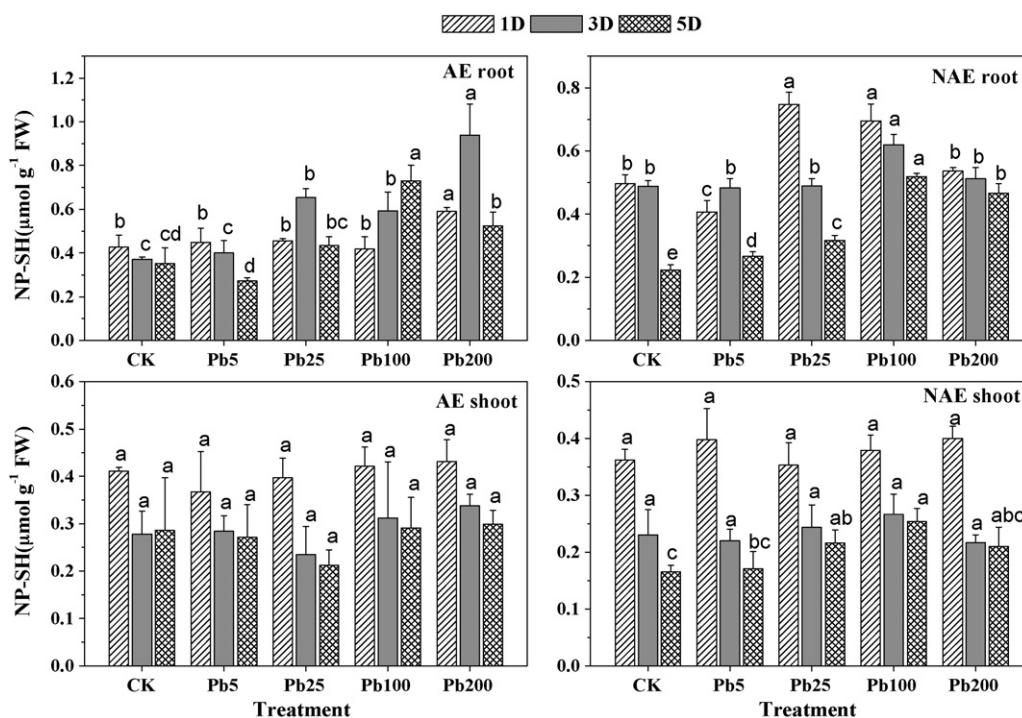 1D 3D 5D
AE root
NP-SH(μmol g⁻¹ FW)
1.2
1.0
0.8
0.6
0.4
0.2
0.0
b c cd
b c d
b b bc
b b a
a a b
CK Pb5 Pb25 Pb100 Pb200
NAE root
0.8
0.6
0.4
0.2
0.0
b b e
c b d
a b c
a a a
b b b
CK Pb5 Pb25 Pb100 Pb200
AE shoot
NP-SH(μmol g⁻¹ FW)
0.6
0.5
0.4
0.3
0.2
0.1
0.0
a a a
a a a
a a a
a a a
a a a
CK Pb5 Pb25 Pb100 Pb200
Treatment
NAE shoot
0.5
0.4
0.3
0.2
0.1
0.0
a a c
a a bc
a a ab
a a a
a a abc
CK Pb5 Pb25 Pb100 Pb200
Treatment